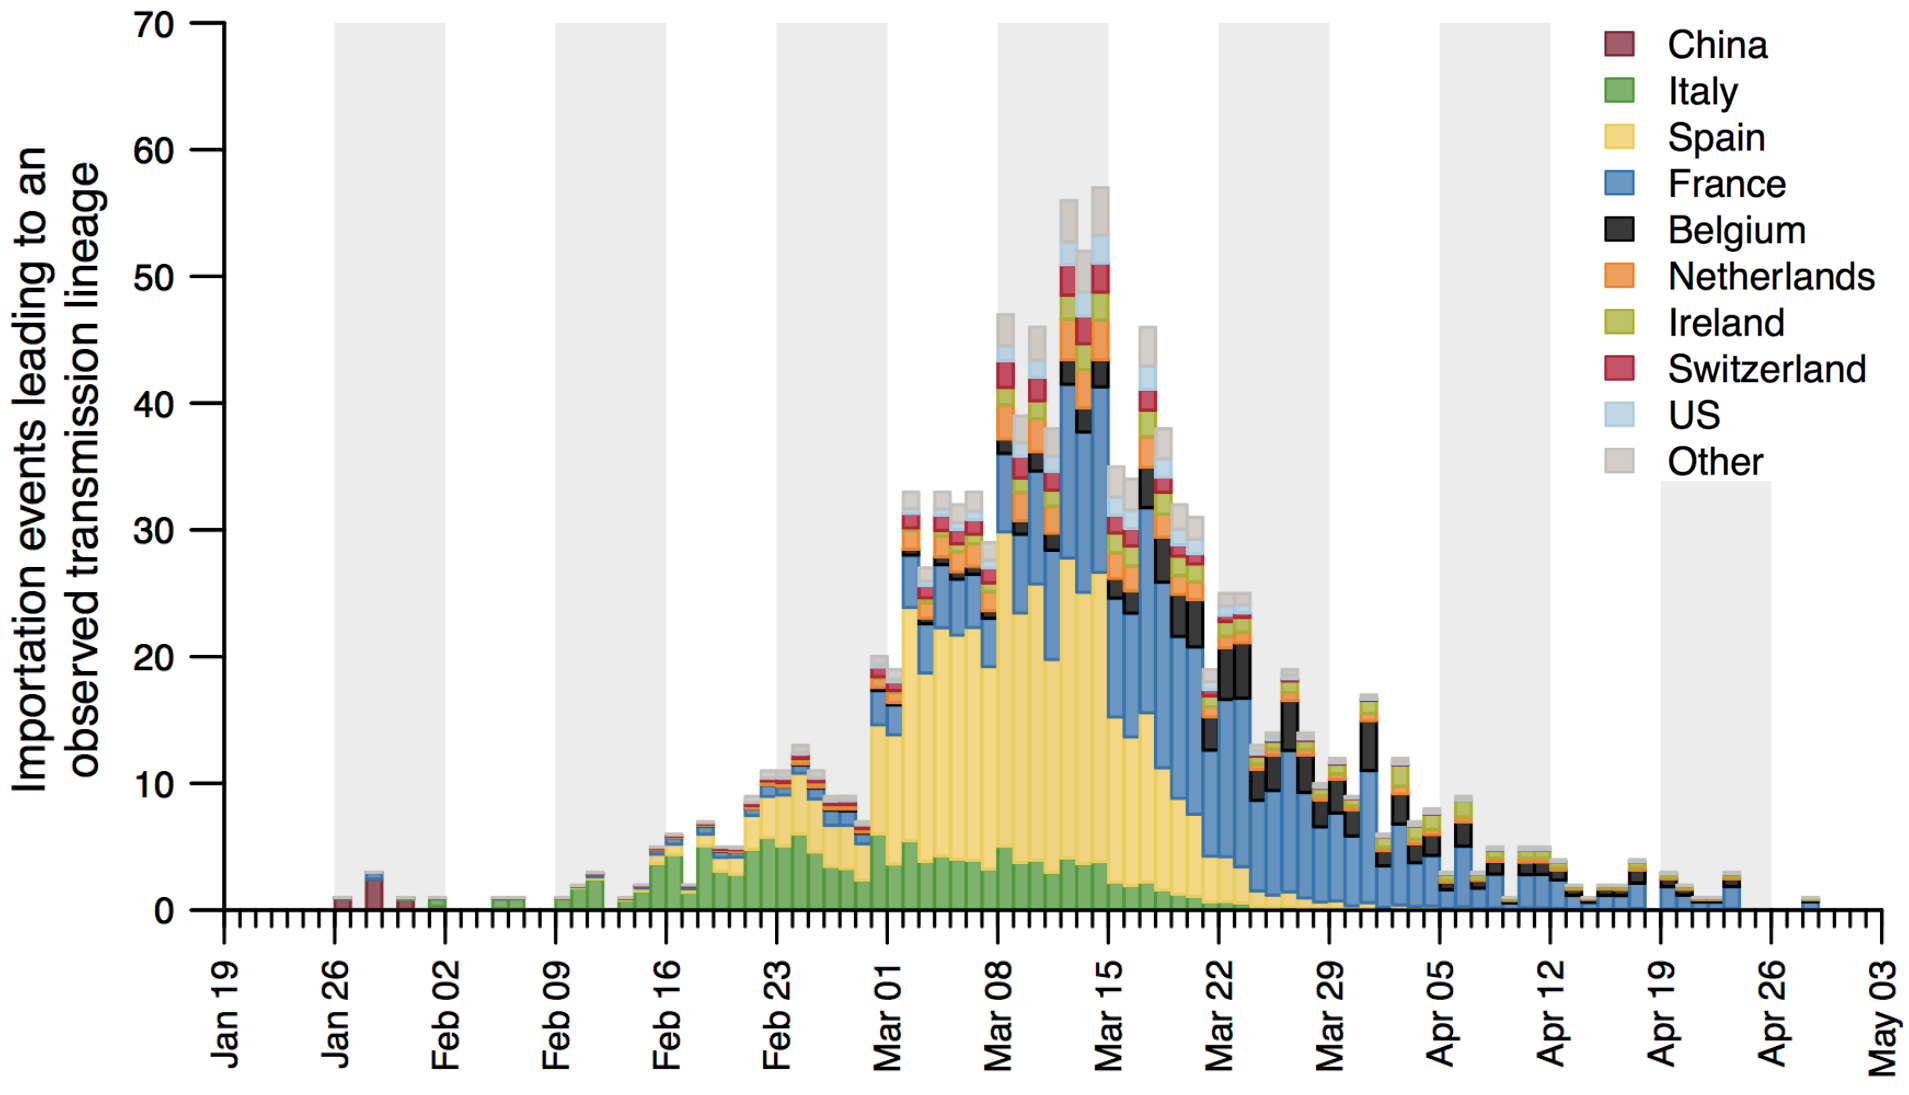 Importation events leading to an
observed transmission lineage
70
60
50
40
30
20
10
0
China
Italy
Spain
France
Belgium
Netherlands
Ireland
Switzerland
US
Other
Jan 19
Jan 26
Feb 02
Feb 09
Feb 16
Feb 23
Mar 01
Mar 08
Mar 15
Mar 22
Mar 29
Apr 05
Apr 12
Apr 19
Apr 26
May 03